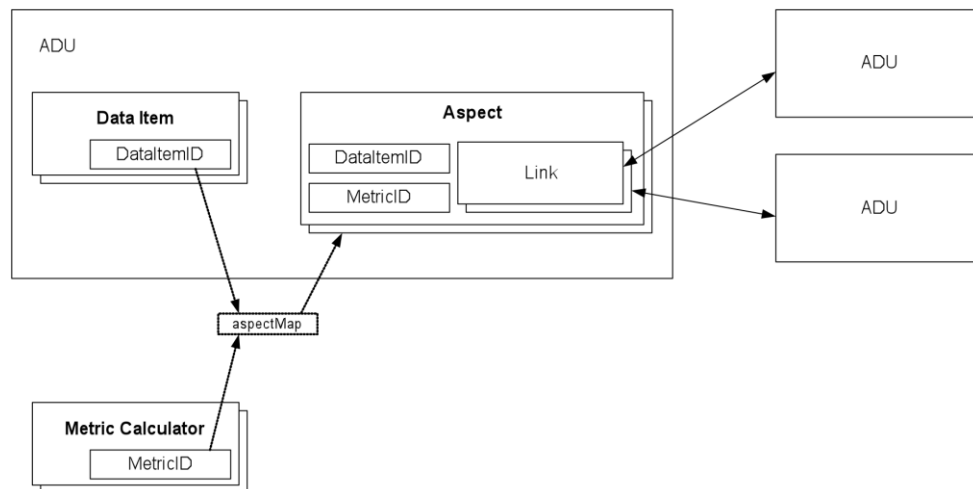 ADU
Data Item
DataItemID
Aspect
DataItemID
MetricID
Link
ADU
ADU
aspectMap
Metric Calculator
MetricID